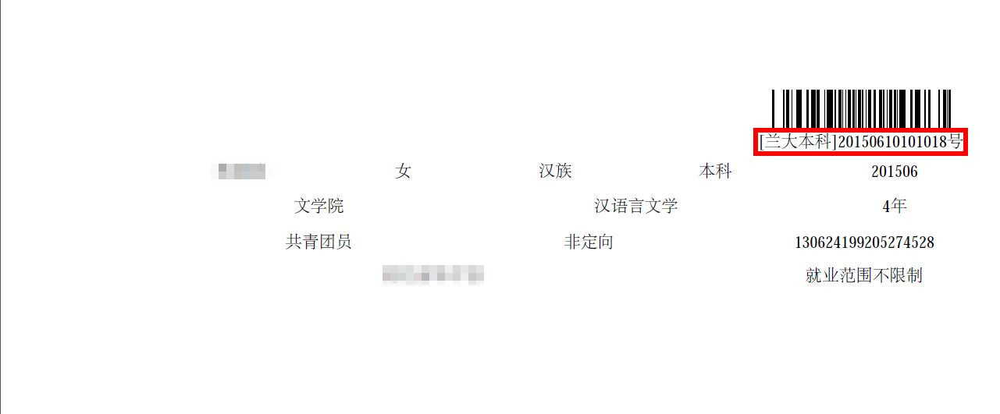 [兰大本科]20150610101018号
女 汉族 本科 201506
文学院 汉语言文学 4年
共青团员 非定向 130624199205274528
就业范围不限制